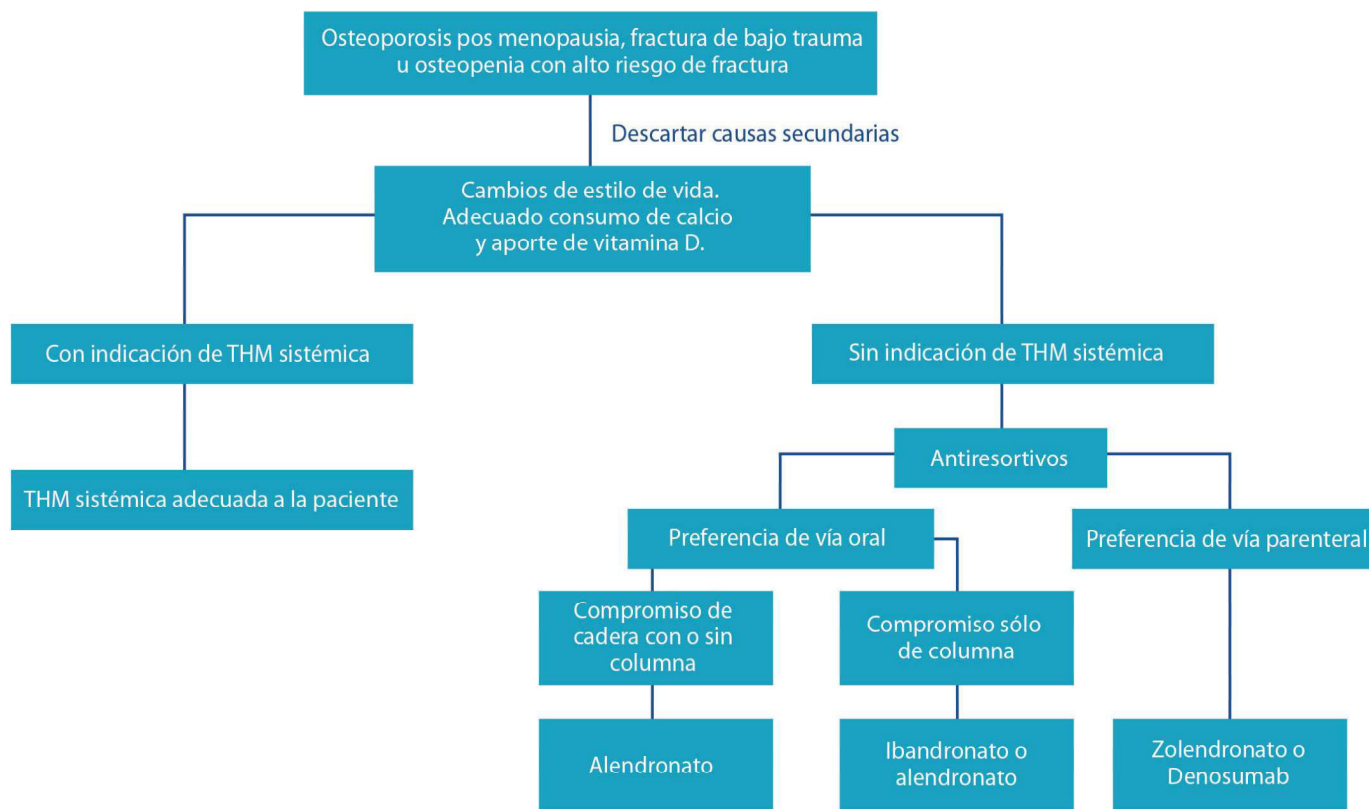 Osteoporosis pos menopausia, fractura de bajo trauma
u osteopenia con alto riesgo de fractura
Descartar causas secundarias
Cambios de estilo de vida.
Adecuado consumo de calcio
y aporte de vitamina D.
Con indicación de THM sistémica
Sin indicación de THM sistémica
THM sistémica adecuada a la paciente
Antiresortivos
Preferencia de vía oral
Preferencia de vía parenteral
Compromiso de
cadera con o sin
columna
Compromiso sólo
de columna
Alendronato
Ibandronato o
alendronato
Zolendronato o
Denosumab